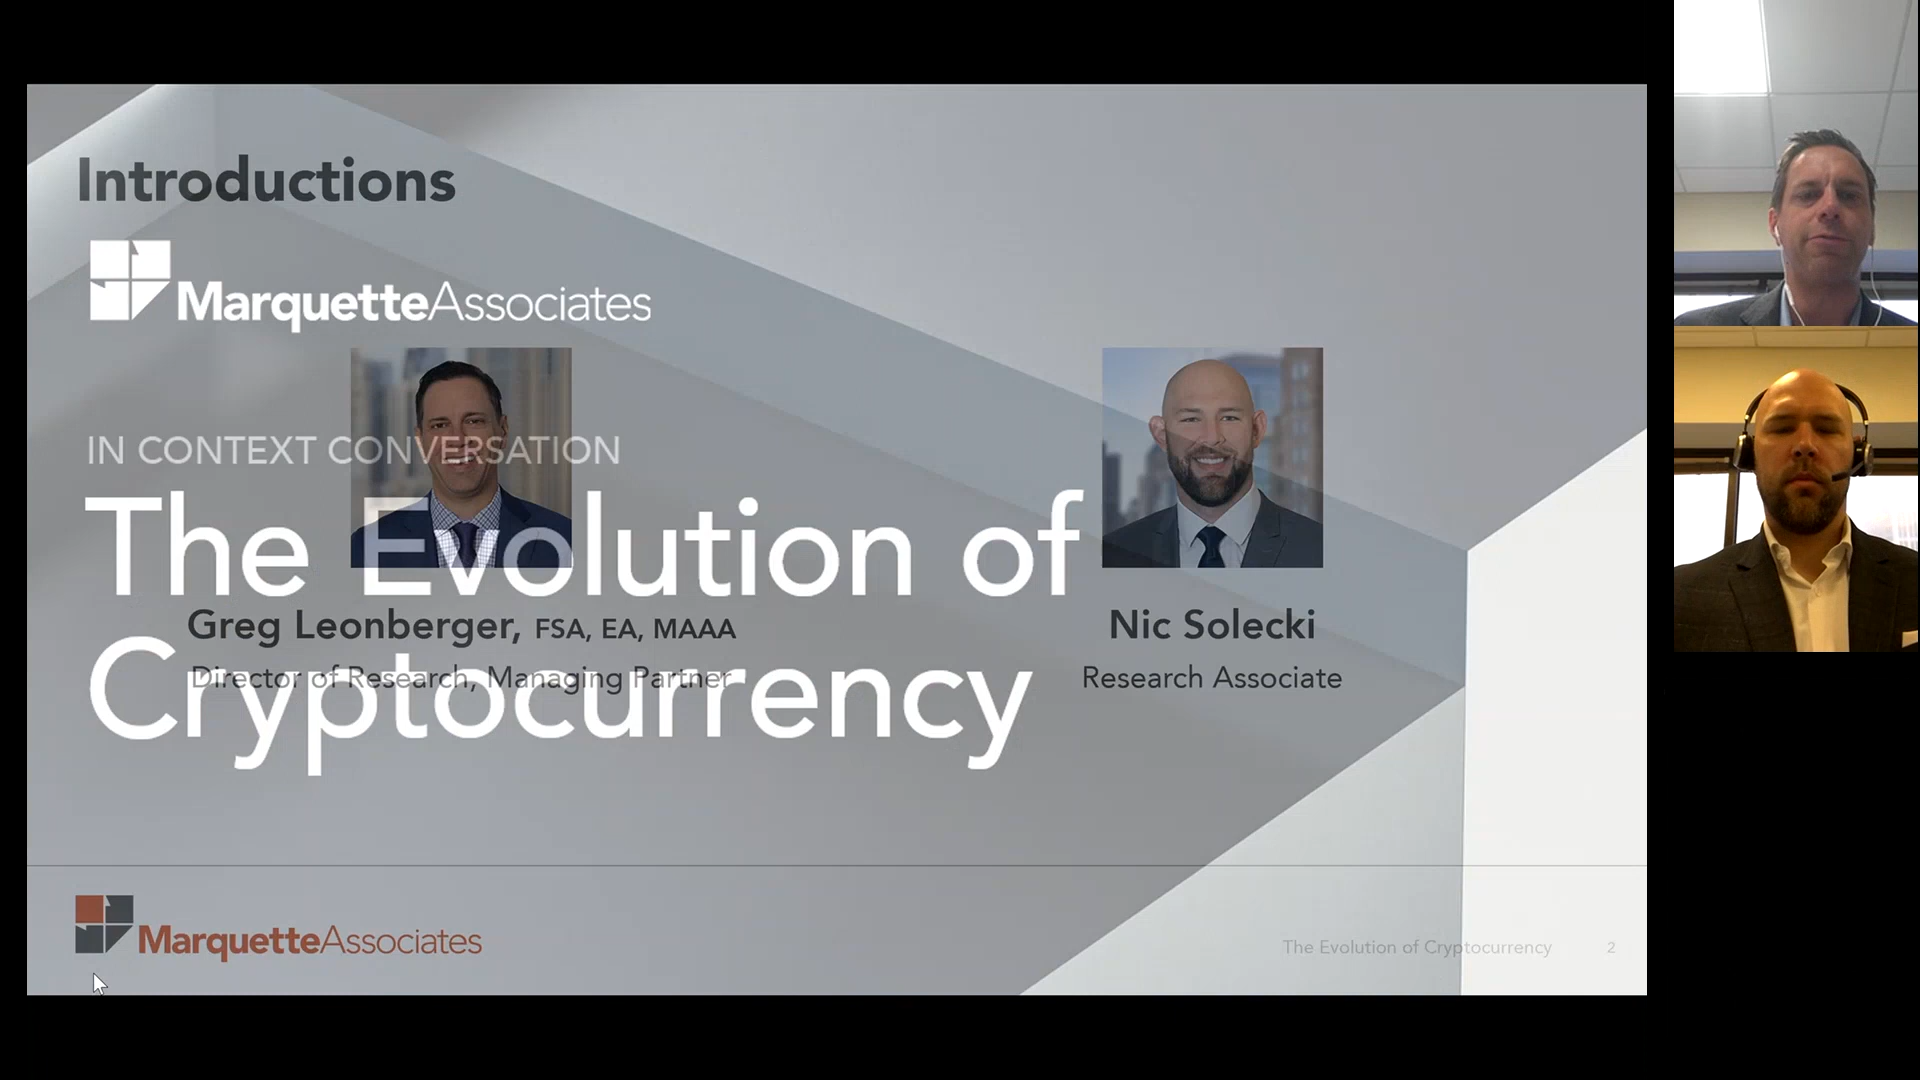 Introductions
MarquetteAssociates
IN CONTEXT CONVERSATION
The Evolution of
Cryptocurrency
Greg Leonberger, FSA, EA, MAAA
Director of Research, Managing Partner
Nic Solecki
Research Associate
MarquetteAssociates
The Evolution of Cryptocurrency 2